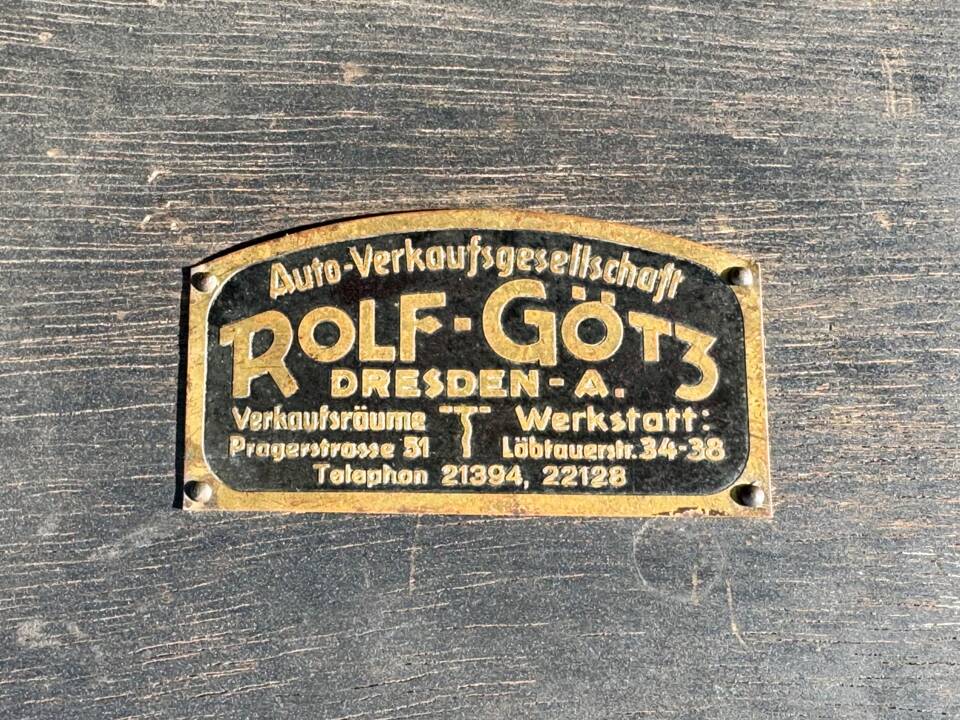 Auto-Verkaufsgesellschaft
ROLF-GÖTZ
DRESDEN-A.
Verkaufsräume Werkstatt:
Pragerstrasse 51 Löbtauerstr. 34-38
Telephon 21394, 22128